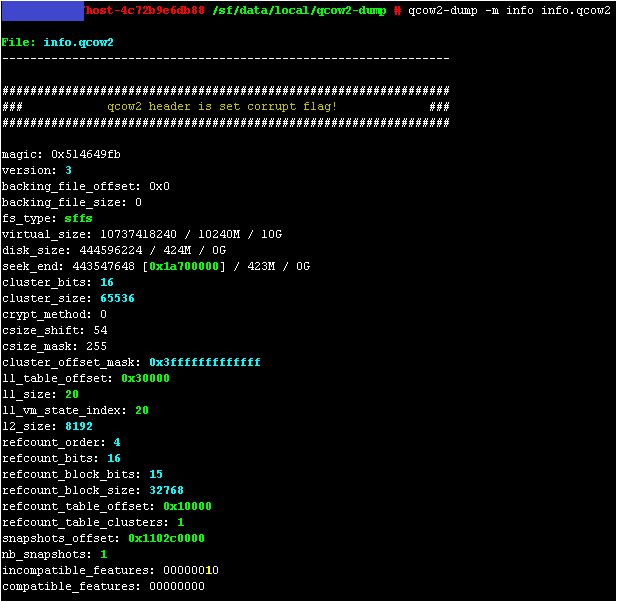 host-4c72b9e6db88 /sf/data/local/qcow2-dump # qcow2-dump -m info info.qcow2
File: info.qcow2
----------------------------------------------------------------
################################################################
### qcow2 header is set corrupt flag! ###
################################################################
magic: 0x514649fb
version: 3
backing_file_offset: 0x0
backing_file_size: 0
fs_type: sffs
virtual_size: 10737418240 / 10240M / 10G
disk_size: 444596224 / 424M / 0G
seek_end: 443547648 [0x1a700000] / 423M / 0G
cluster_bits: 16
cluster_size: 65536
crypt_method: 0
csize_shift: 54
csize_mask: 255
cluster_offset_mask: 0x3fffffffffffff
l1_table_offset: 0x30000
l1_size: 20
l1_vm_state_index: 20
l2_size: 8192
refcount_order: 4
refcount_bits: 16
refcount_block_bits: 15
refcount_block_size: 32768
refcount_table_offset: 0x10000
refcount_table_clusters: 1
snapshots_offset: 0x1102c0000
nb_snapshots: 1
incompatible_features: 00000010
compatible_features: 00000000